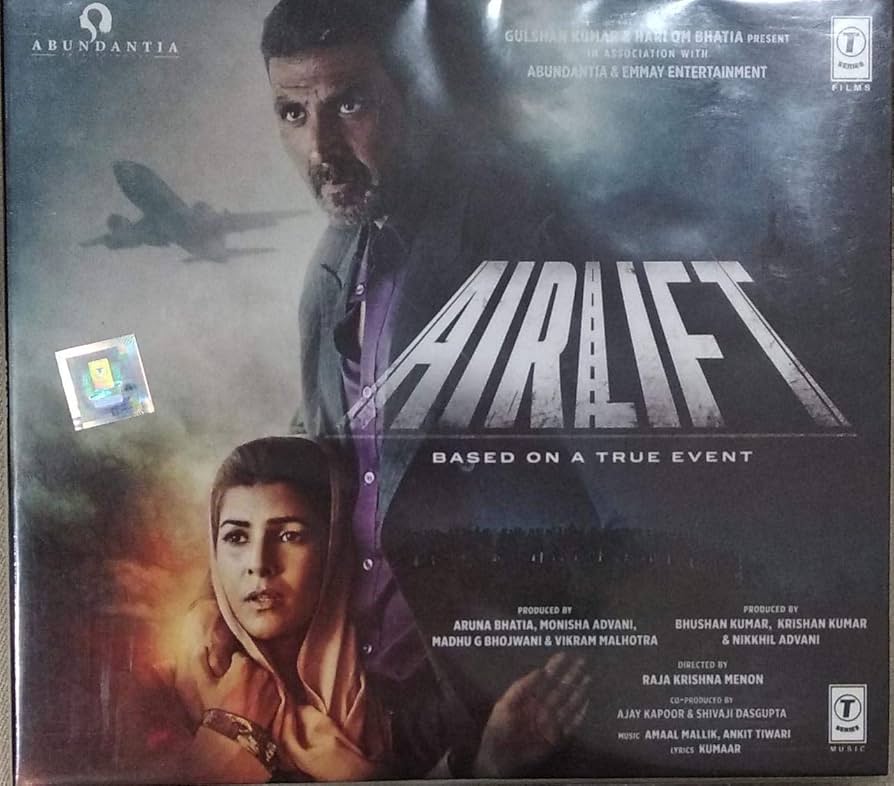 ABUNDANTIA
GULSHAN KUMAR & HARI OM BHATIA PRESENT
IN ASSOCIATION WITH
ABUNDANTIA & EMMAY ENTERTAINMENT
T
SERIES
FILMS
AIRLIFT
BASED ON A TRUE EVENT
PRODUCED BY
ARUNA BHATIA, MONISHA ADVANI,
MADHU G BHOJWANI & VIKRAM MALHOTRA
PRODUCED BY
BHUSHAN KUMAR, KRISHAN KUMAR
& NIKKHIL ADVANI
DIRECTED BY
RAJA KRISHNA MENON
CO-PRODUCED BY
AJAY KAPOOR & SHIVAJI DASGUPTA
MUSIC AMAAL MALLIK, ANKIT TIWARI
LYRICS KUMAAR
T
SERIES
MUSIC